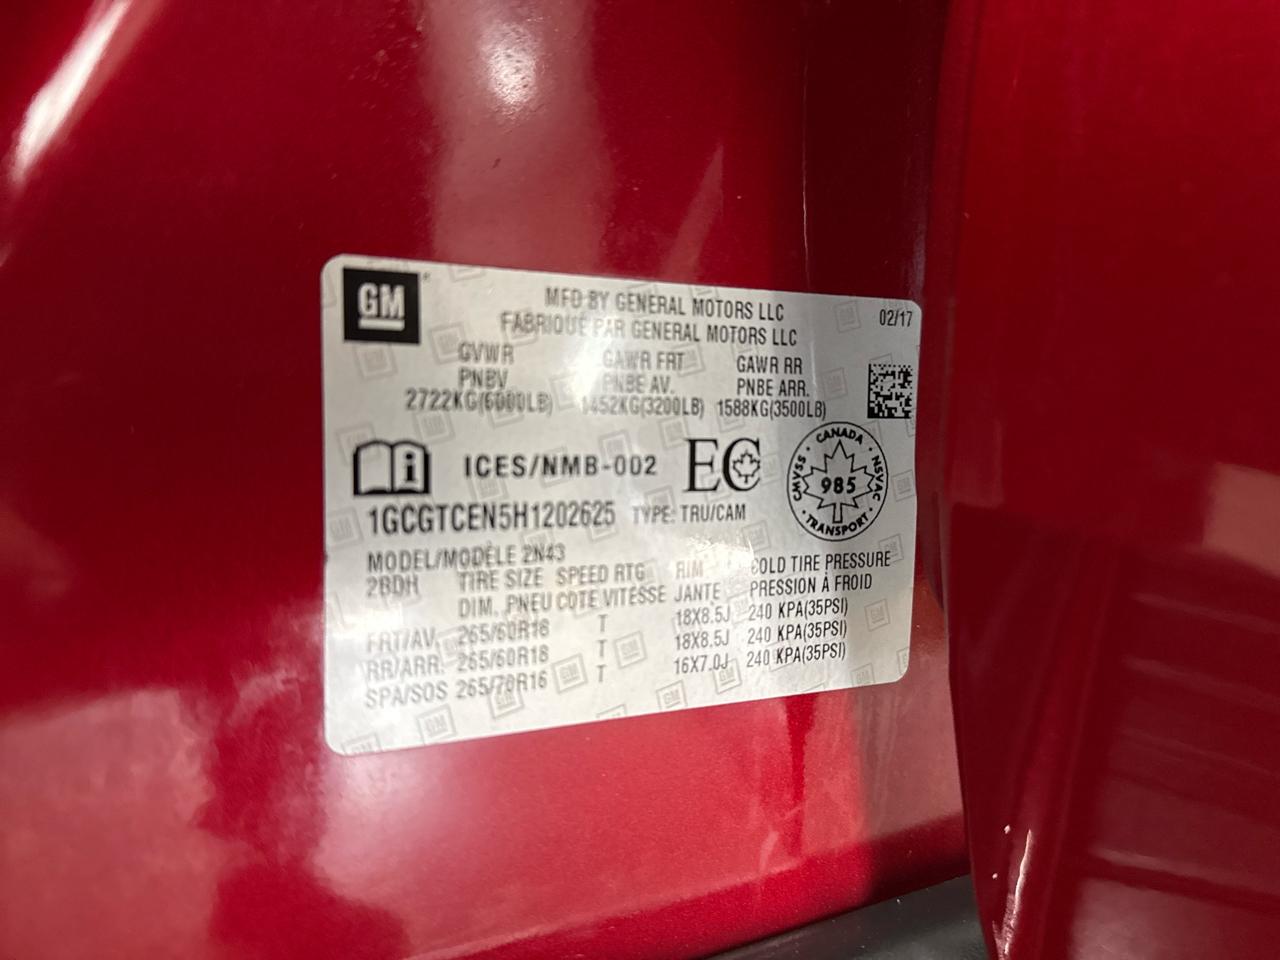 GM
MFD BY GENERAL MOTORS LLC
FABRIQUÉ PAR GENERAL MOTORS LLC
02/17
GVWR GAWR FRT GAWR RR
PNBV PNBE AV. PNBE ARR.
2722KG(6000LB) 1452KG(3200LB) 1588KG(3500LB)
ICES/NMB-002 EC
CANADA
CMVSS 985 NSVAC
TRANSPORT
1GCGTCEN5H1202625 TYPE: TRU/CAM
MODEL/MODÈLE 2N43
2BDH TIRE SIZE SPEED RTG RIM COLD TIRE PRESSURE
DIM. PNEU COTE VITESSE JANTE PRESSION À FROID
FRT/AV. 265/60R18 T 18X8.5J 240 KPA(35PSI)
RR/ARR. 265/60R18 T 18X8.5J 240 KPA(35PSI)
SPA/SOS 265/70R16 T 16X7.0J 240 KPA(35PSI)